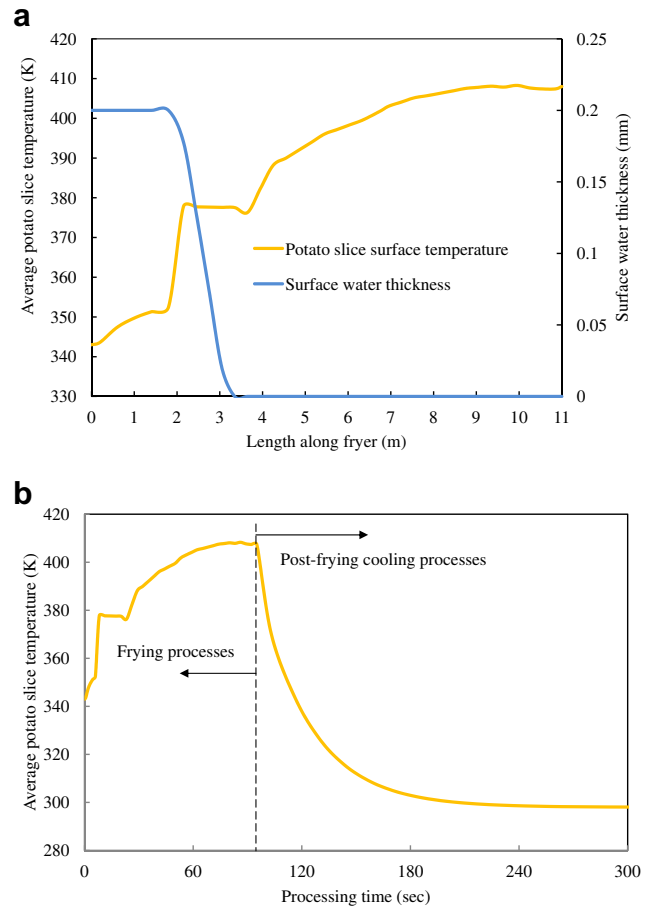 a
420
410
400
390
380
370
360
350
340
330
Average potato slice temperature (K)
0.25
0.2
0.15
0.1
0.05
0
Surface water thickness (mm)
Potato slice surface temperature
Surface water thickness
0 1 2 3 4 5 6 7 8 9 10 11
Length along fryer (m)
b
420
400
380
360
340
320
300
280
Average potato slice temperature (K)
Post-frying cooling processes
Frying processes
0 60 120 180 240 300
Processing time (sec)